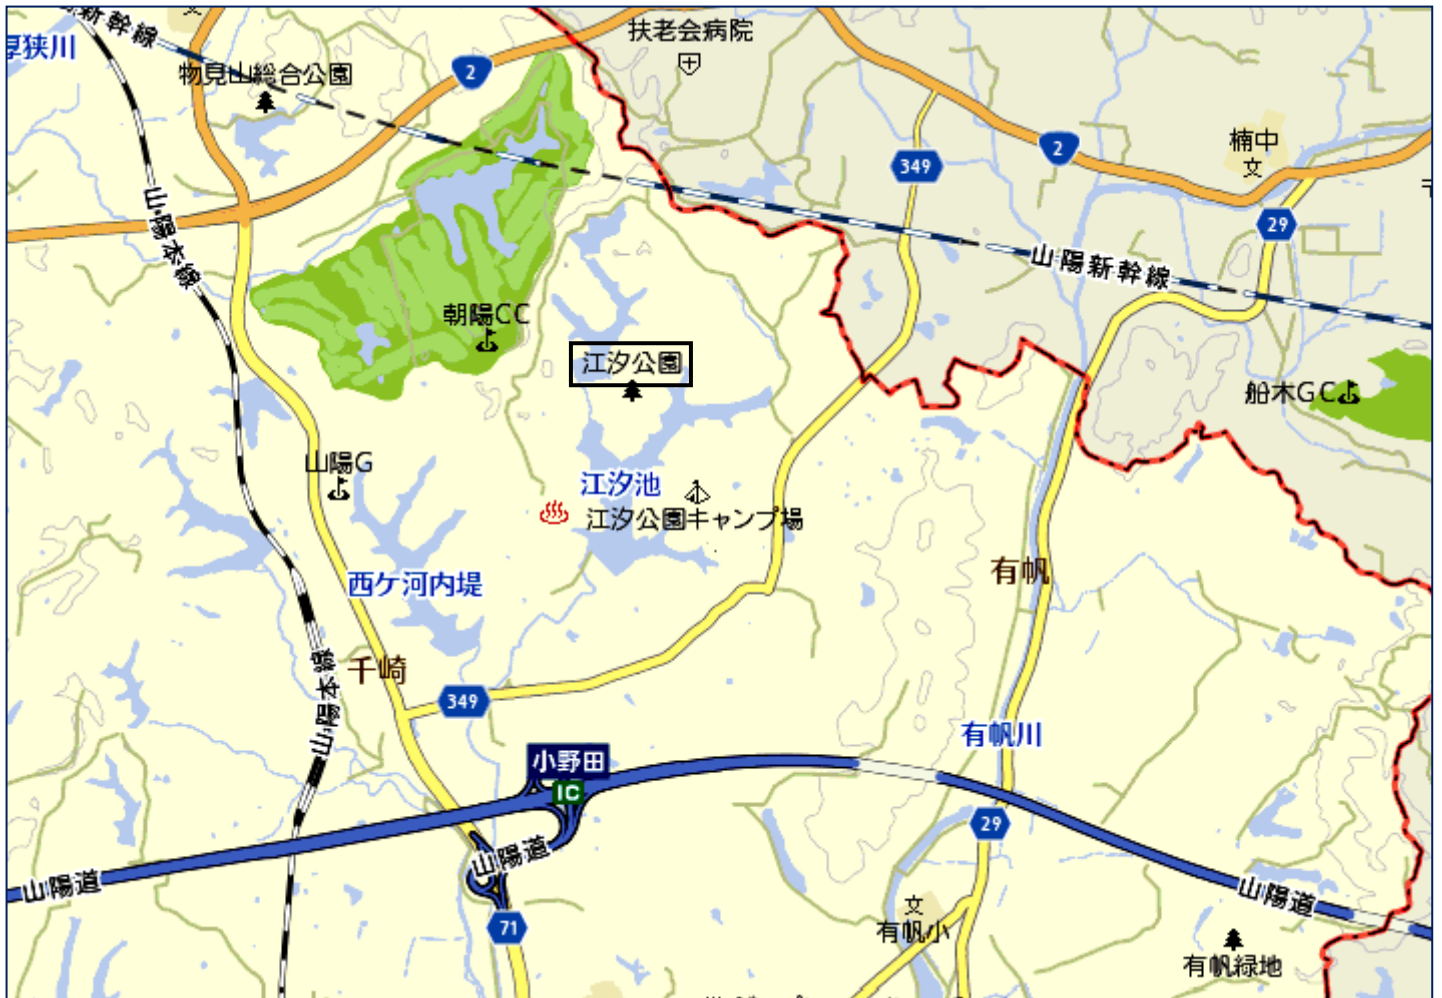 新幹線
厚狭川
物見山総合公園
2
扶老会病院
楠中
文
2
349
29
山陽本線
山陽新幹線
朝陽CC
江汐公園
船木GC
山陽G
江汐池
江汐公園キャンプ場
西ケ河内堤
有帆
千崎
山陽本線
349
有帆川
小野田
IC
29
山陽道
山陽道
山陽道
71
文
有帆小
有帆緑地